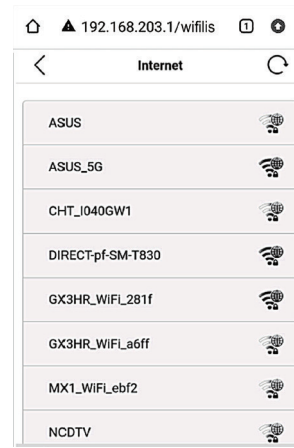 192.168.203.1/wifilis
1
Internet
ASUS
ASUS_5G
CHT_I040GW1
DIRECT-pf-SM-T830
GX3HR_WiFi_281f
GX3HR_WiFi_a6ff
MX1_WiFi_ebf2
NCDTV